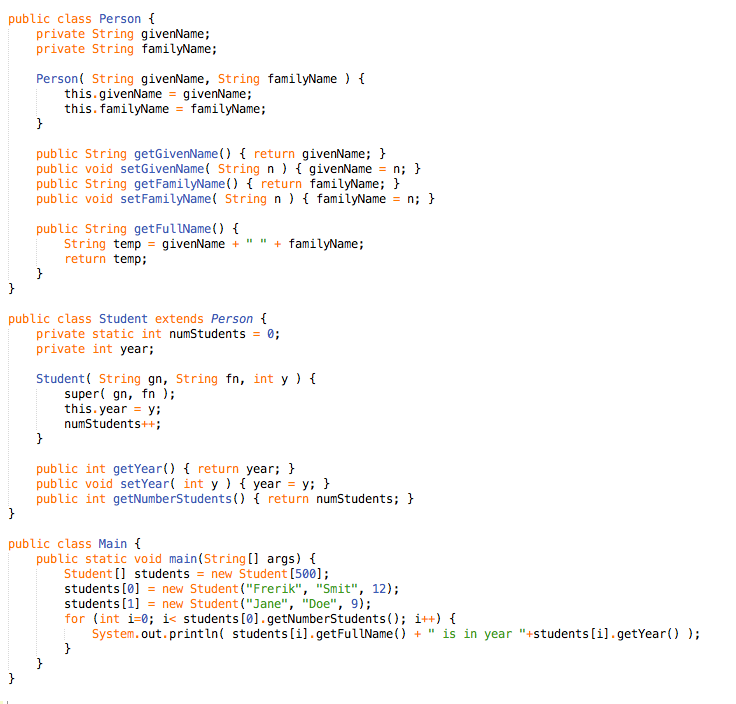 public class Person {
    private String givenName;
    private String familyName;

    Person( String givenName, String familyName ) {
        this.givenName = givenName;
        this.familyName = familyName;
    }

    public String getGivenName() { return givenName; }
    public void setGivenName( String n ) { givenName = n; }
    public String getFamilyName() { return familyName; }
    public void setFamilyName( String n ) { familyName = n; }

    public String getFullName() {
        String temp = givenName + " " + familyName;
        return temp;
    }
}

public class Student extends Person {
    private static int numStudents = 0;
    private int year;

    Student( String gn, String fn, int y ) {
        super( gn, fn );
        this.year = y;
        numStudents++;
    }

    public int getYear() { return year; }
    public void setYear( int y ) { year = y; }
    public int getNumberStudents() { return numStudents; }
}

public class Main {
    public static void main(String[] args) {
        Student[] students = new Student[500];
        students[0] = new Student("Frerik", "Smit", 12);
        students[1] = new Student("Jane", "Doe", 9);
        for (int i=0; i< students[0].getNumberStudents(); i++) {
            System.out.println( students[i].getFullName() + " is in year "+students[i].getYear() );
        }
    }
}